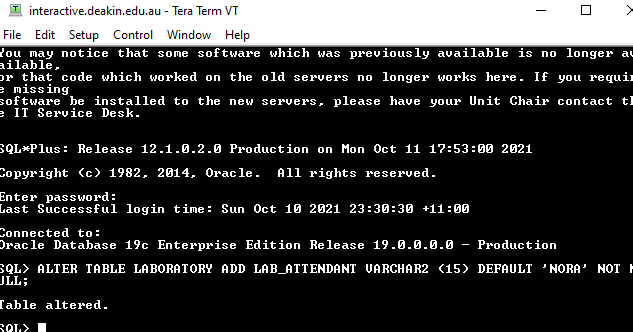 interactive.deakin.edu.au - Tera Term VT
File Edit Setup Control Window Help
You may notice that some software which was previously available is no longer av
ailable,
or that code which worked on the old servers no longer works here. If you requir
e missing
software be installed to the new servers, please have your Unit Chair contact th
e IT Service Desk.
SQL*Plus: Release 12.1.0.2.0 Production on Mon Oct 11 17:53:00 2021
Copyright (c) 1982, 2014, Oracle.  All rights reserved.
Enter password:
Last Successful login time: Sun Oct 10 2021 23:30:30 +11:00
Connected to:
Oracle Database 19c Enterprise Edition Release 19.0.0.0.0 - Production
SQL> ALTER TABLE LABORATORY ADD LAB_ATTENDANT VARCHAR2 (15) DEFAULT 'NORA' NOT N
ULL;
Table altered.
SQL>